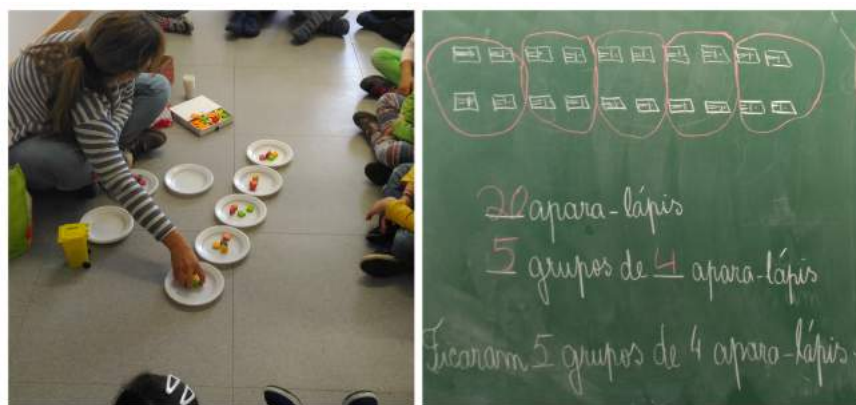 20 apara-lápis
5 grupos de 4 apara-lápis
Ficaram 5 grupos de 4 apara-lápis.